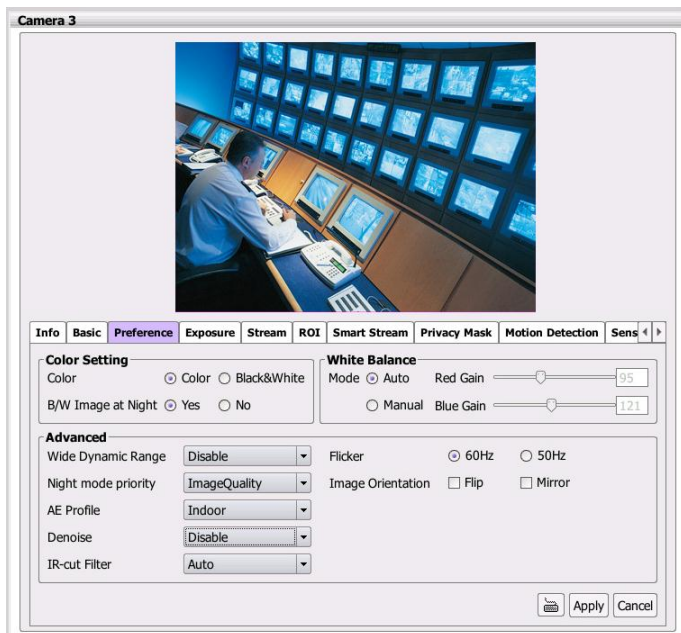 Camera 3
Info Basic Preference Exposure Stream ROI Smart Stream Privacy Mask Motion Detection Sens
Color Setting
Color Color Black&White
B/W Image at Night Yes No
White Balance
Mode Auto Red Gain 95
Manual Blue Gain 121
Advanced
Wide Dynamic Range Disable Flicker 60Hz 50Hz
Night mode priority ImageQuality Image Orientation Flip Mirror
AE Profile Indoor
Denoise Disable
IR-cut Filter Auto
Apply Cancel